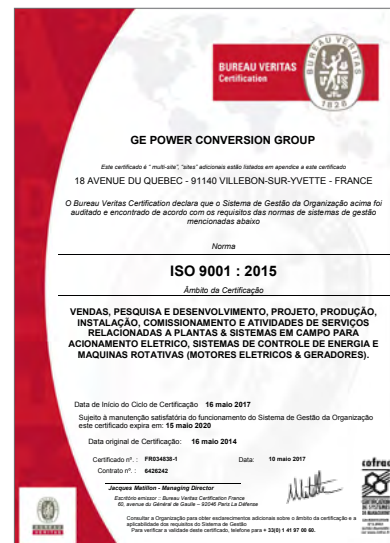 BUREAU VERITAS
Certification
BUREAU VERITAS
1828
GE POWER CONVERSION GROUP
Este certificado é “ multi-site”, “sites” adicionais estão listados em apendice a este certificado
18 AVENUE DU QUEBEC - 91140 VILLEBON-SUR-YVETTE - FRANCE
O Bureau Veritas Certification declara que o Sistema de Gestão da Organização acima foi
auditado e encontrado de acordo com os requisitos das normas de sistemas de gestão
mencionadas abaixo
Norma
ISO 9001 : 2015
Âmbito da Certificação
VENDAS, PESQUISA E DESENVOLVIMENTO, PROJETO, PRODUÇÃO,
INSTALAÇÃO, COMISSIONAMENTO E ATIVIDADES DE SERVIÇOS
RELACIONADAS A PLANTAS & SISTEMAS EM CAMPO PARA
ACIONAMENTO ELETRICO, SISTEMAS DE CONTROLE DE ENERGIA E
MAQUINAS ROTATIVAS (MOTORES ELETRICOS & GERADORES).
Data de Início do Ciclo de Certificação 16 maio 2017
Sujeito à manutenção satisfatória do funcionamento do Sistema de Gestão da Organização
este certificado expira em: 15 maio 2020
Data original de Certificação: 16 maio 2014
Certificado nº. : FR034838-1 Data: 10 maio 2017
Contrato nº. : 6426242
Jacques Matillon - Managing Director
Escritório emissor : Bureau Veritas Certification France
60, avenue du Général de Gaulle – 92046 Paris La Défense
Consultar a Organização para obter esclarecimentos adicionais sobre o âmbito da certificação e a
aplicabilidade dos requisitos do Sistema de Gestão
Para verificar a validade deste certificado, telefone para + 33(0) 1 41 97 00 60.
cofrac
CERTIFICATION
DE SYSTEMES
DE MANAGEMENT